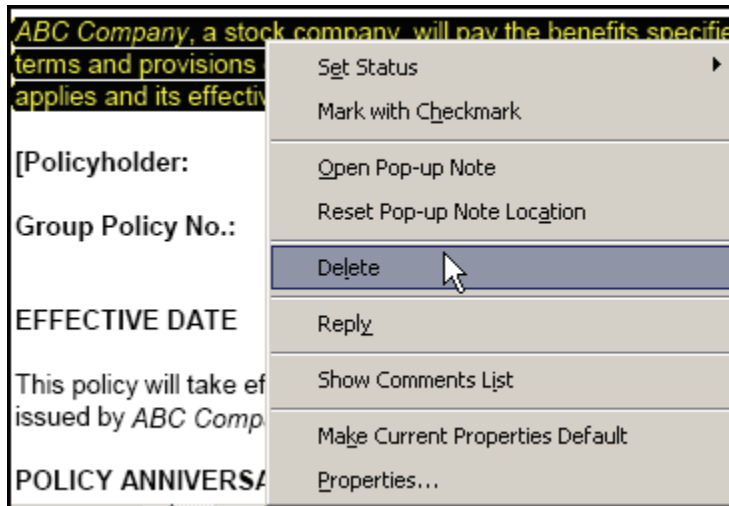 ABC Company, a stock company, will pay the benefits specifie
terms and provisions
applies and its effectiv
[Policyholder:
Group Policy No.:
EFFECTIVE DATE
This policy will take ef
issued by ABC Comp
POLICY ANNIVERSA
Set Status
Mark with Checkmark
Open Pop-up Note
Reset Pop-up Note Location
Delete
Reply
Show Comments List
Make Current Properties Default
Properties...